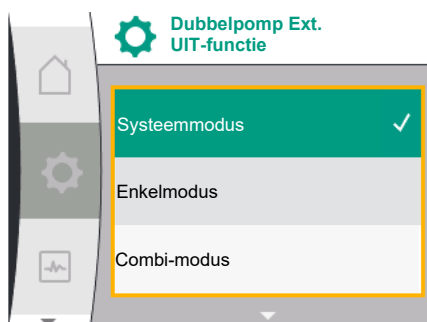 Dubbelpomp Ext.
UIT-functie
Systeemmodus
Enkelmodus
Combi-modus